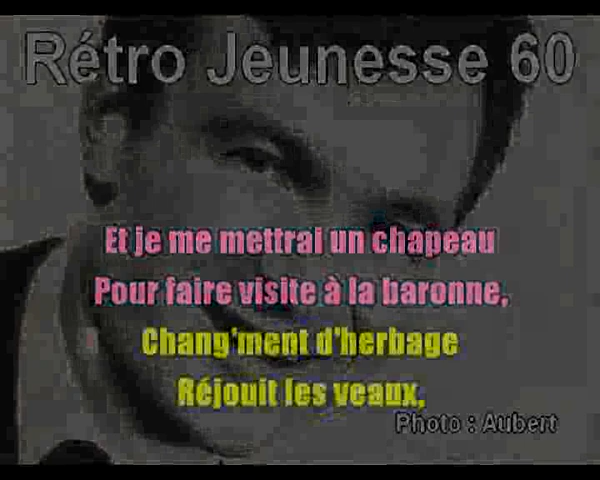 Rétro Jeunesse 60
Et je me mettrai un chapeau
Pour faire visite à la baronne,
Chang'ment d'herbage
Réjouit les veaux,
Photo : Aubert